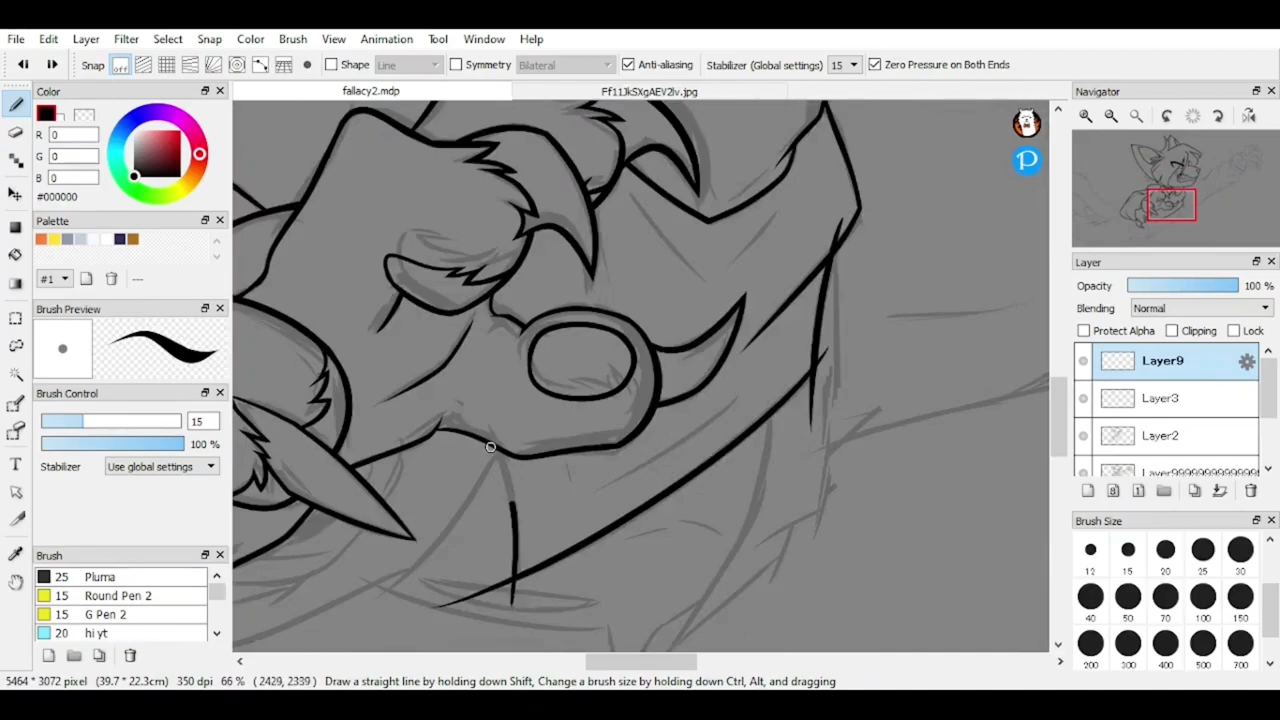 File Edit Layer Filter Select Snap Color Brush View Animation Tool Window Help
Snap off Shape Line Symmetry Bilateral Anti-aliasing Stabilizer (Global settings) 15 Zero Pressure on Both Ends
Color
fallacy2.mdp
Navigator
R 0
G 0
B 0
#000000
Palette
#1
---
Brush Preview
Brush Control
15
100 %
Stabilizer Use global settings
Brush
25 Pluma
15 Round Pen 2
15 G Pen 2
20 hi yt
Layer
Opacity 100 %
Blending Normal
Protect Alpha Clipping Lock
Layer9
Layer3
Layer2
Brush Size
12 15 20 25 30
40 50 70 100 150
200 300 400 500 700
5464 * 3072 pixel (39.7 * 22.3cm) 350 dpi 66 % ( 2429, 2339 ) Draw a straight line by holding down Shift, Change a brush size by holding down Ctrl, Alt, and dragging